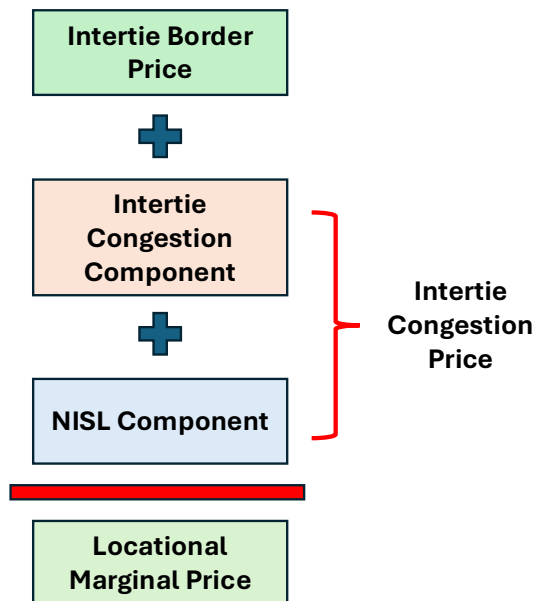 Intertie Border
Price
Intertie
Congestion
Component
NISL Component
Intertie
Congestion
Price
Locational
Marginal Price